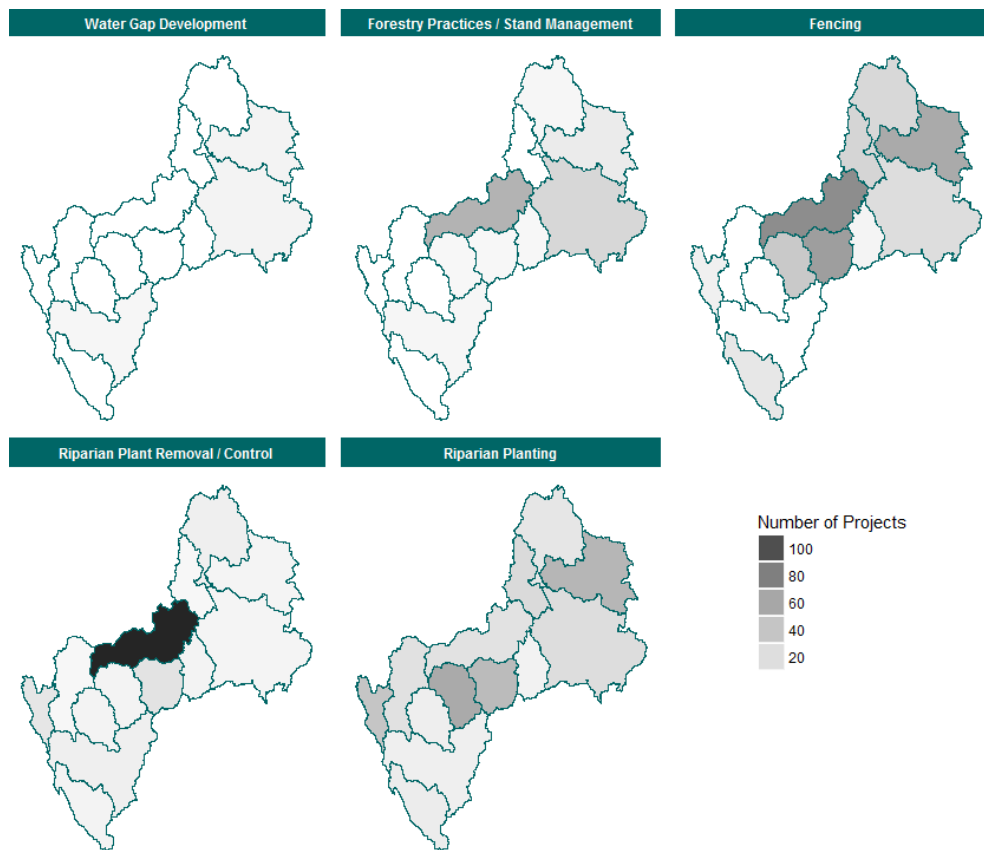 Water Gap Development
Forestry Practices / Stand Management
Fencing
Riparian Plant Removal / Control
Riparian Planting
Number of Projects
100
80
60
40
20